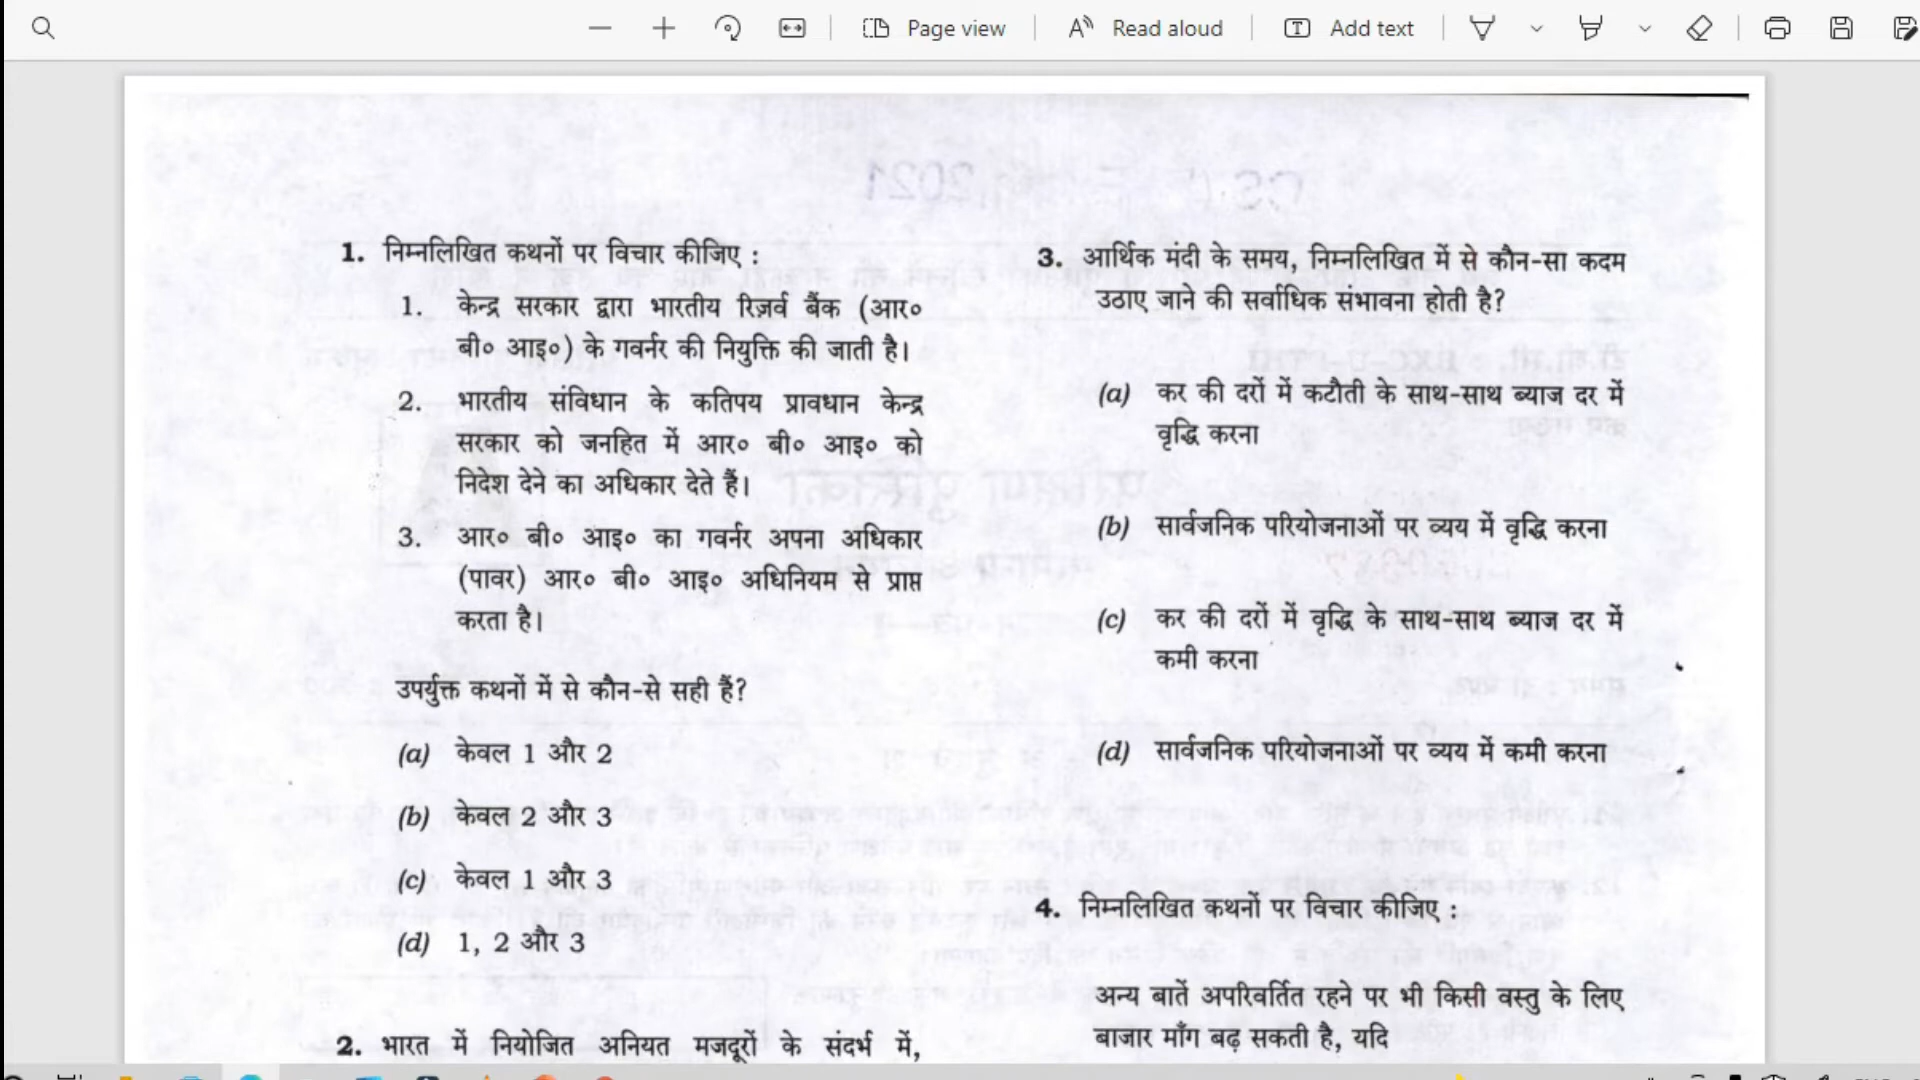 Page view
Read aloud
Add text
1. निम्नलिखित कथनों पर विचार कीजिए :
1. केन्द्र सरकार द्वारा भारतीय रिज़र्व बैंक (आर०
बी० आइ०) के गवर्नर की नियुक्ति की जाती है।
2. भारतीय संविधान के कतिपय प्रावधान केन्द्र
सरकार को जनहित में आर० बी० आइ० को
निदेश देने का अधिकार देते हैं।
3. आर० बी० आइ० का गवर्नर अपना अधिकार
(पावर) आर० बी० आइ० अधिनियम से प्राप्त
करता है।
उपर्युक्त कथनों में से कौन-से सही हैं?
(a) केवल 1 और 2
(b) केवल 2 और 3
(c) केवल 1 और 3
(d) 1, 2 और 3
2. भारत में नियोजित अनियत मजदूरों के संदर्भ में,
3. आर्थिक मंदी के समय, निम्नलिखित में से कौन-सा कदम
उठाए जाने की सर्वाधिक संभावना होती है?
(a) कर की दरों में कटौती के साथ-साथ ब्याज दर में
वृद्धि करना
(b) सार्वजनिक परियोजनाओं पर व्यय में वृद्धि करना
(c) कर की दरों में वृद्धि के साथ-साथ ब्याज दर में
कमी करना
(d) सार्वजनिक परियोजनाओं पर व्यय में कमी करना
4. निम्नलिखित कथनों पर विचार कीजिए :
अन्य बातें अपरिवर्तित रहने पर भी किसी वस्तु के लिए
बाजार माँग बढ़ सकती है, यदि